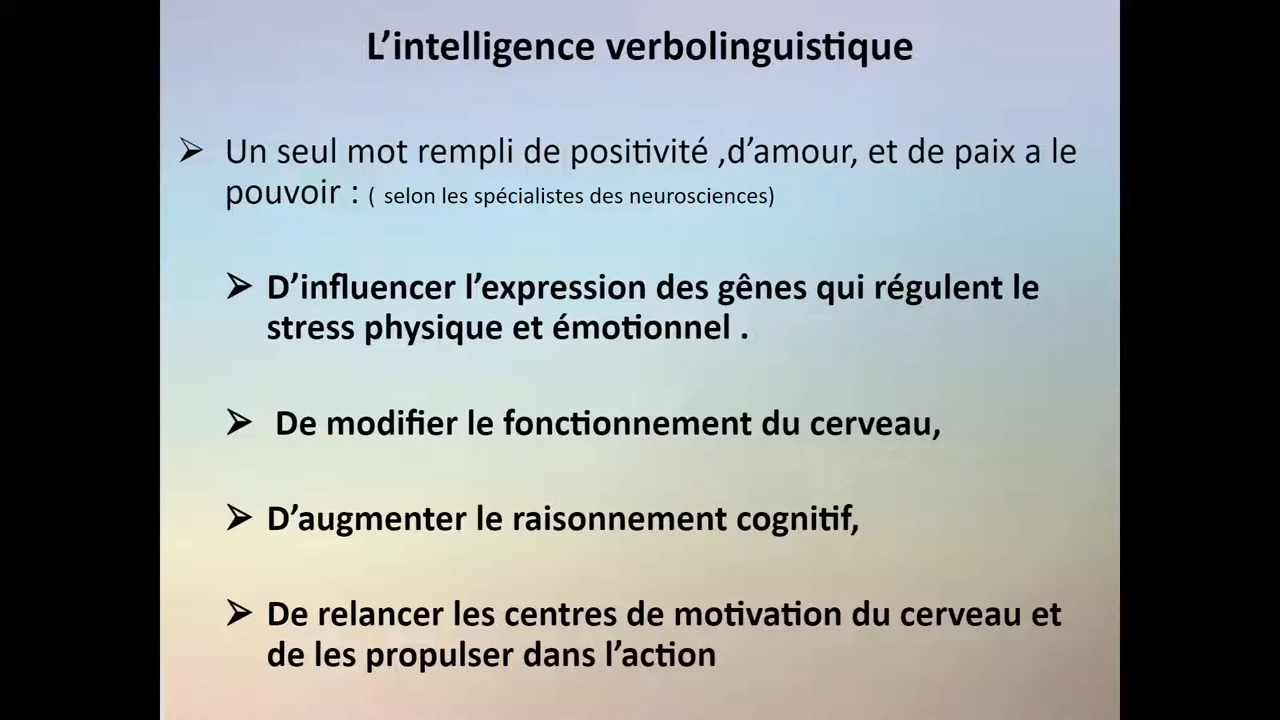 L’intelligence verbolinguistique
➢ Un seul mot rempli de positivité ,d’amour, et de paix a le
pouvoir : ( selon les spécialistes des neurosciences)
➢ D’influencer l’expression des gênes qui régulent le
stress physique et émotionnel .
➢ De modifier le fonctionnement du cerveau,
➢ D’augmenter le raisonnement cognitif,
➢ De relancer les centres de motivation du cerveau et
de les propulser dans l’action